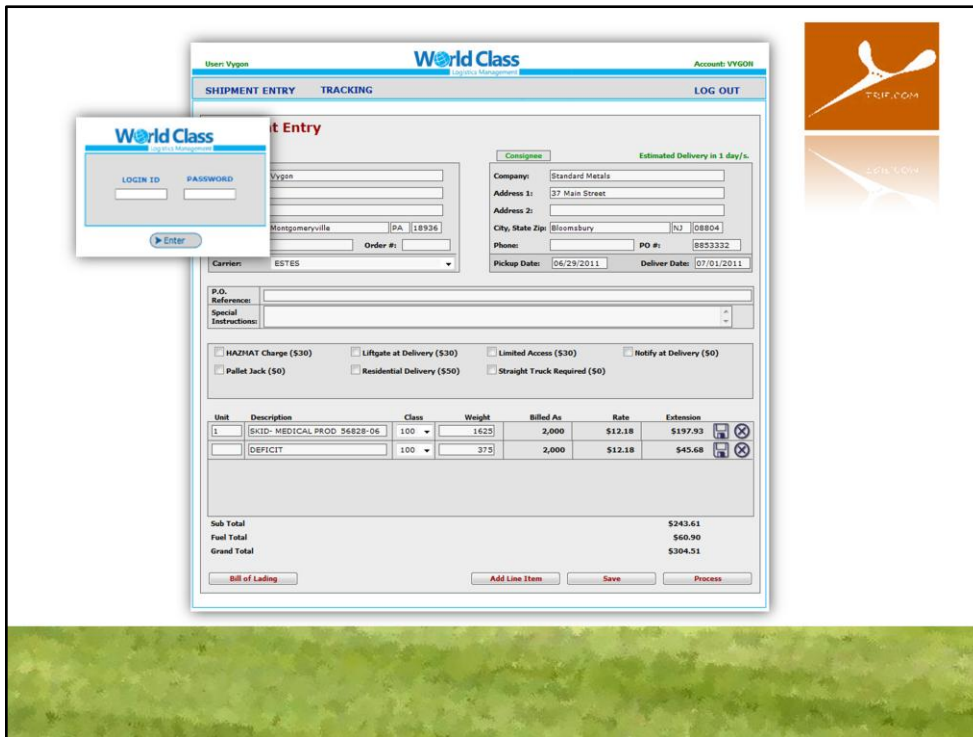 User: Vygon
World Class
Logistics Management
Account: VYGON
SHIPMENT ENTRY TRACKING LOG OUT
t Entry
World Class
Logistics Management
LOGIN ID PASSWORD
Enter
Consignee Estimated Delivery in 1 day/s.
Vygon Company: Standard Metals
Address 1: 37 Main Street
Address 2:
Montgomeryville PA 18936 City, State Zip: Bloomsbury NJ 08804
Order #: Phone: PO #: 8853332
Carrier: ESTES Pickup Date: 06/29/2011 Deliver Date: 07/01/2011
P.O.
Reference:
Special
Instructions:
HAZMAT Charge ($30) Liftgate at Delivery ($30) Limited Access ($30) Notify at Delivery ($0)
Pallet Jack ($0) Residential Delivery ($50) Straight Truck Required ($0)
Unit Description Class Weight Billed As Rate Extension
1 SKID- MEDICAL PROD 56828-06 100 1625 2,000 $12.18 $197.93
DEFICIT 100 375 2,000 $12.18 $45.68
Sub Total $243.61
Fuel Total $60.90
Grand Total $304.51
Bill of Lading Add Line Item Save Process
TRIF.COM